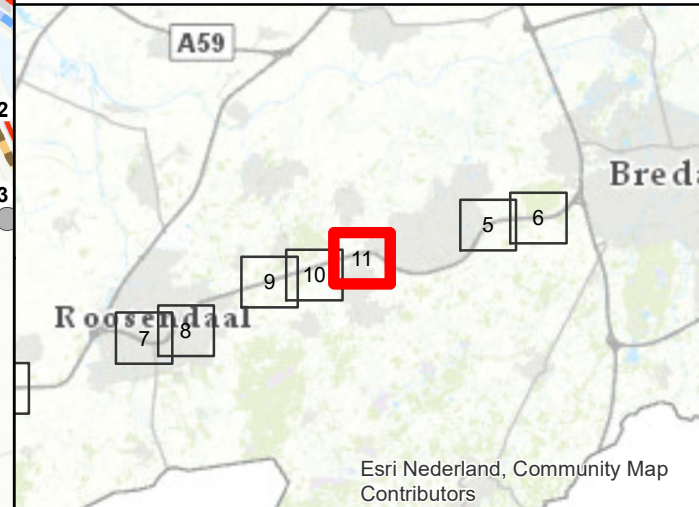 A59
2
3
Breda
5
6
11
10
9
Roosendaal
8
7
Esri Nederland, Community Map
Contributors